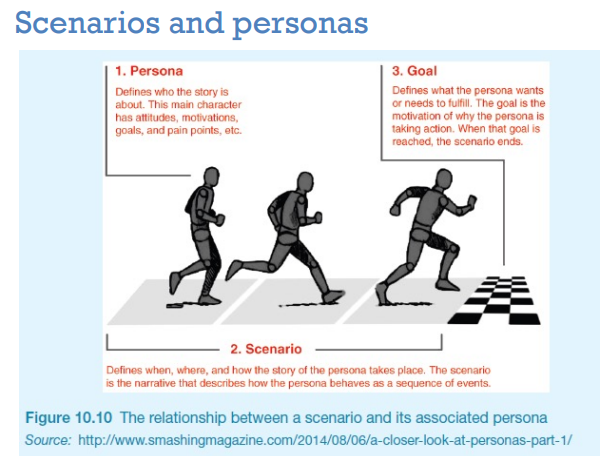 Scenarios and personas
1. Persona
Defines who the story is
about. This main character
has attitudes, motivations,
goals, and pain points, etc.
3. Goal
Defines what the persona wants
or needs to fulfill. The goal is the
motivation of why the persona is
taking action. When that goal is
reached, the scenario ends.
2. Scenario
Defines when, where, and how the story of the persona takes place. The scenario
is the narrative that describes how the persona behaves as a sequence of events.
Figure 10.10 The relationship between a scenario and its associated persona
Source: http://www.smashingmagazine.com/2014/08/06/a-closer-look-at-personas-part-1/